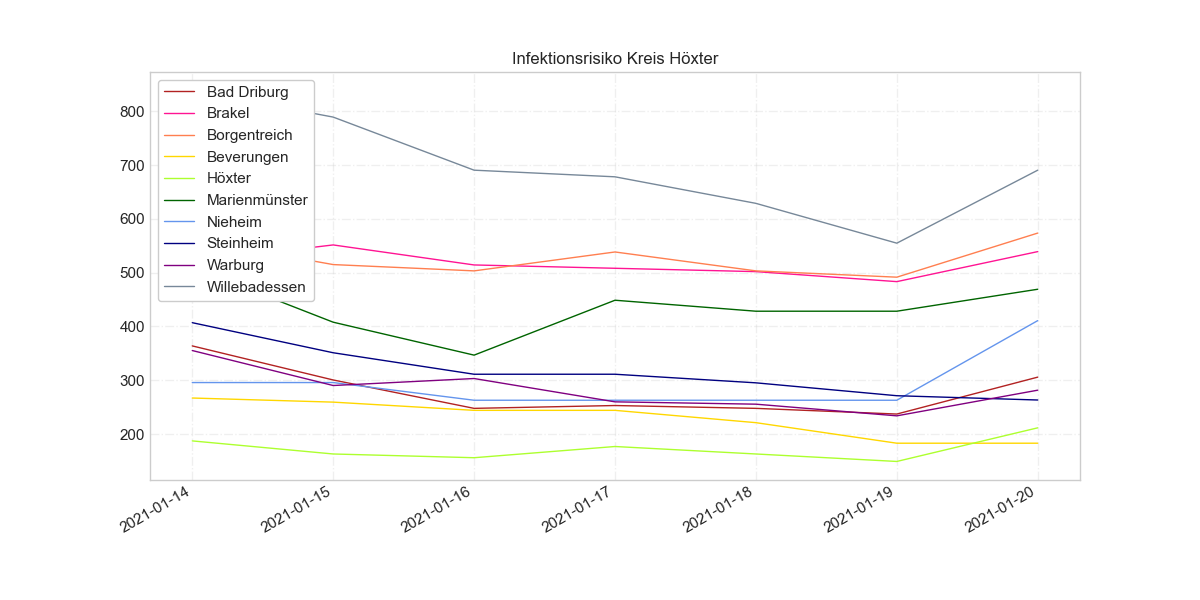 Infektionsrisiko Kreis Höxter
Bad Driburg
Brakel
Borgentreich
Beverungen
Höxter
Marienmünster
Nieheim
Steinheim
Warburg
Willebadessen
800
700
600
500
400
300
200
2021-01-14
2021-01-15
2021-01-16
2021-01-17
2021-01-18
2021-01-19
2021-01-20